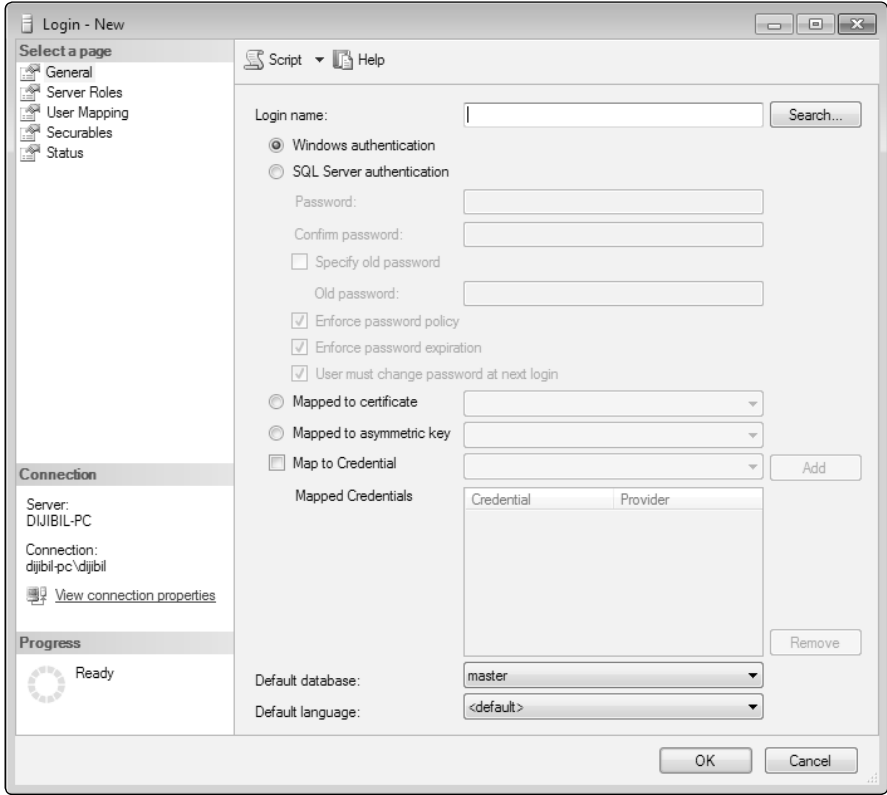 Login - New
Select a page
General
Server Roles
User Mapping
Securables
Status
Script Help
Login name: Search...
Windows authentication
SQL Server authentication
Password:
Confirm password:
Specify old password
Old password:
Enforce password policy
Enforce password expiration
User must change password at next login
Mapped to certificate
Mapped to asymmetric key
Map to Credential Add
Mapped Credentials Credential Provider
Remove
Default database: master
Default language: <default>
Connection
Server:
DIJIBIL-PC
Connection:
dijibil-pc\dijibil
View connection properties
Progress
Ready
OK Cancel